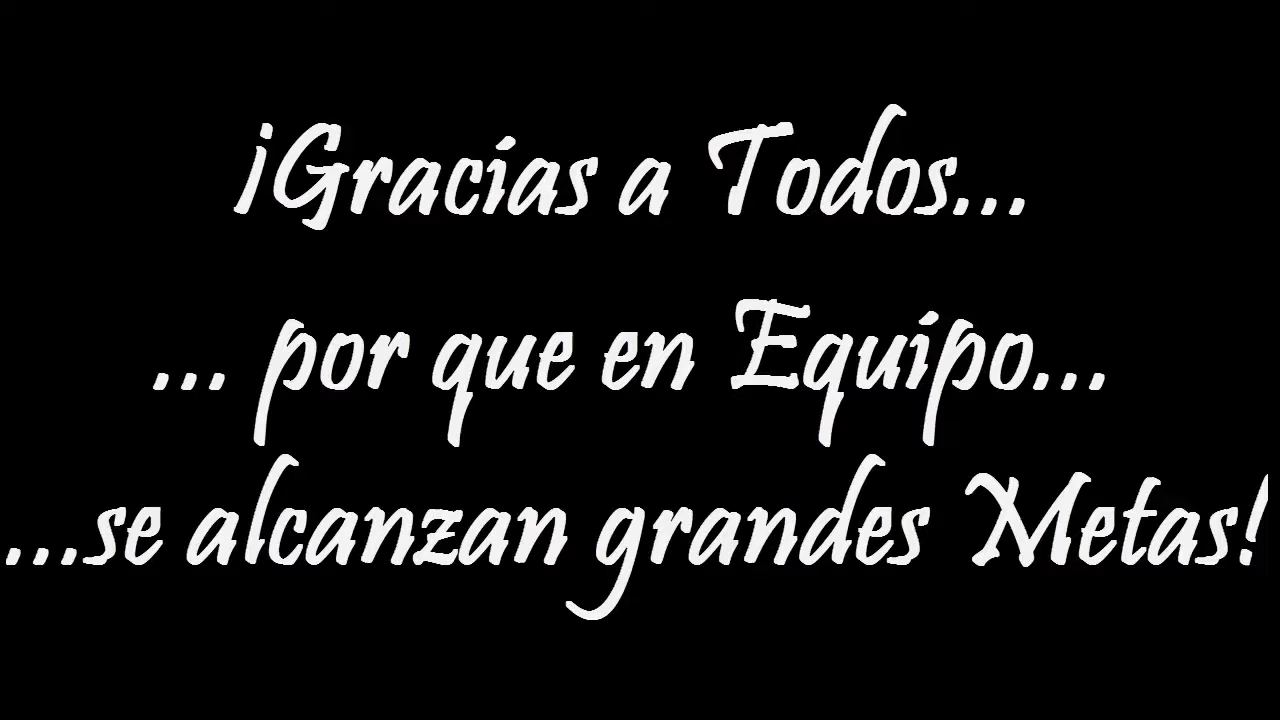 ¡Gracias a Todos...
... por que en Equipo...
...se alcanzan grandes Metas!